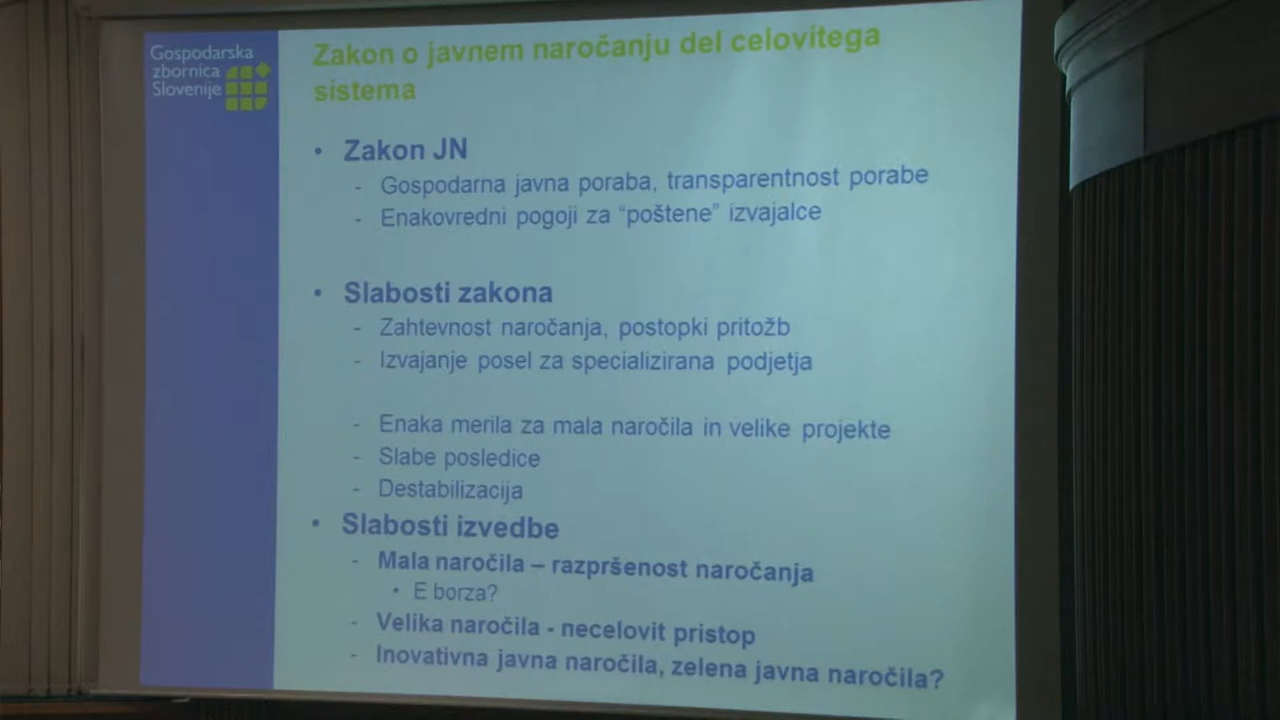 Gospodarska
zbornica
Slovenije
Zakon o javnem naročanju del celovitega
sistema
• Zakon JN
- Gospodarna javna poraba, transparentnost porabe
- Enakovredni pogoji za “poštene” izvajalce
• Slabosti zakona
- Zahtevnost naročanja, postopki pritožb
- Izvajanje posel za specializirana podjetja
- Enaka merila za mala naročila in velike projekte
- Slabe posledice
- Destabilizacija
• Slabosti izvedbe
- Mala naročila – razpršenost naročanja
• E borza?
- Velika naročila - necelovit pristop
- Inovativna javna naročila, zelena javna naročila?